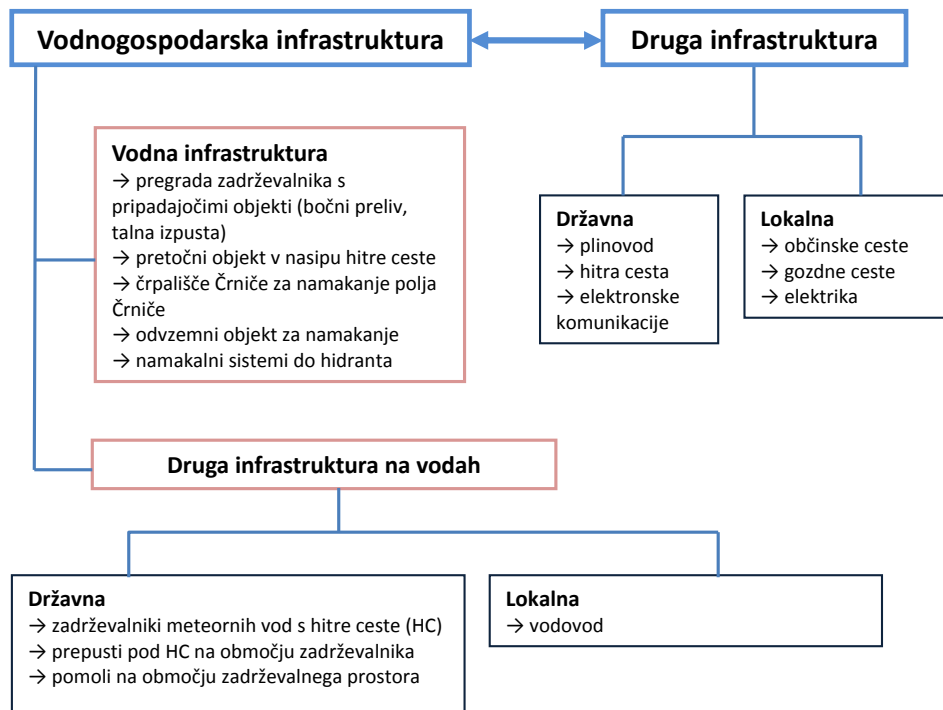 Vodnogospodarska infrastruktura
Druga infrastruktura
Vodna infrastruktura
→ pregrada zadrževalnika s
pripadajočimi objekti (bočni preliv,
talna izpusta)
→ pretočni objekt v nasipu hitre ceste
→ črpališče Črniče za namakanje polja
Črniče
→ odvzemni objekt za namakanje
→ namakalni sistemi do hidranta
Državna
→ plinovod
→ hitra cesta
→ elektronske
komunikacije
Lokalna
→ občinske ceste
→ gozdne ceste
→ elektrika
Druga infrastruktura na vodah
Državna
→ zadrževalniki meteornih vod s hitre ceste (HC)
→ prepusti pod HC na območju zadrževalnika
→ pomoli na območju zadrževalnega prostora
Lokalna
→ vodovod